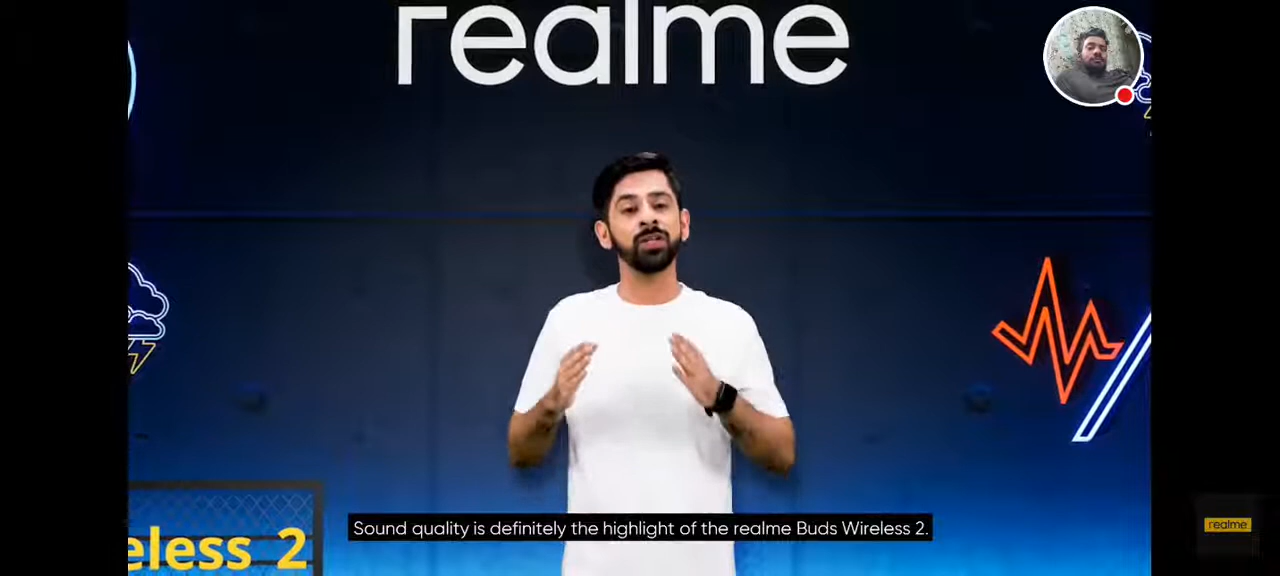 realme
eless 2
Sound quality is definitely the highlight of the realme Buds Wireless 2.
realme